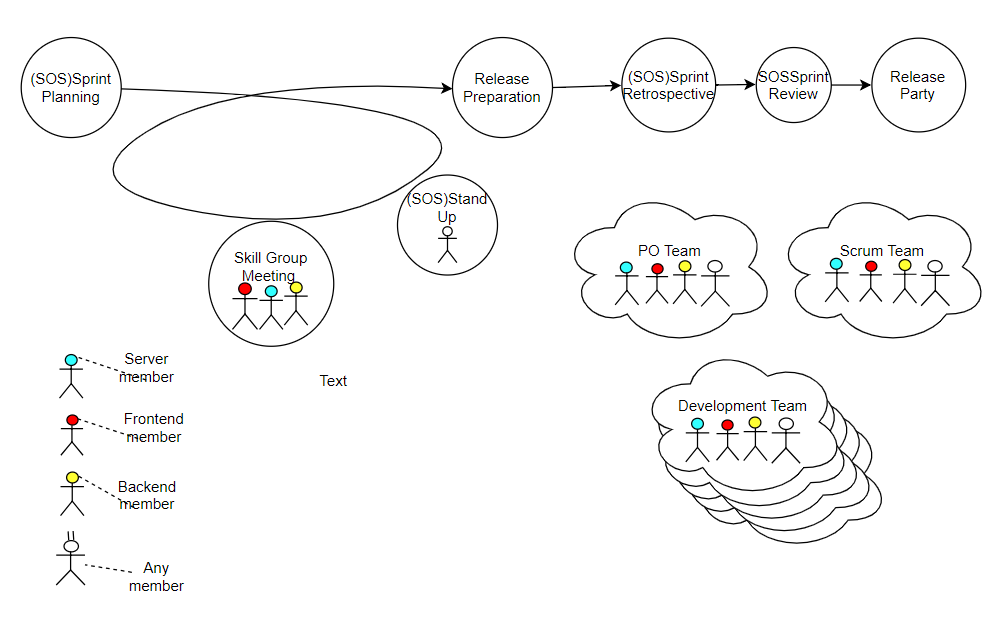 (SOS)Sprint
Planning
Release
Preparation
(SOS)Sprint
Retrospective
SOSSprint
Review
Release
Party
(SOS)Stand
Up
Skill Group
Meeting
PO Team
Scrum Team
Server
member
Text
Frontend
member
Development Team
Backend
member
Any
member